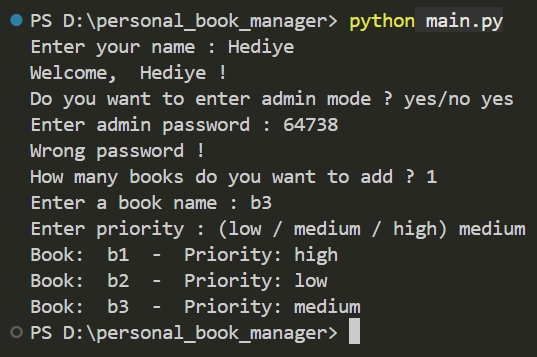 PS D:\personal_book_manager> python main.py
Enter your name : Hediye
Welcome,  Hediye !
Do you want to enter admin mode ? yes/no yes
Enter admin password : 64738
Wrong password !
How many books do you want to add ? 1
Enter a book name : b3
Enter priority : (low / medium / high) medium
Book:  b1  -  Priority: high
Book:  b2  -  Priority: low
Book:  b3  -  Priority: medium
PS D:\personal_book_manager>